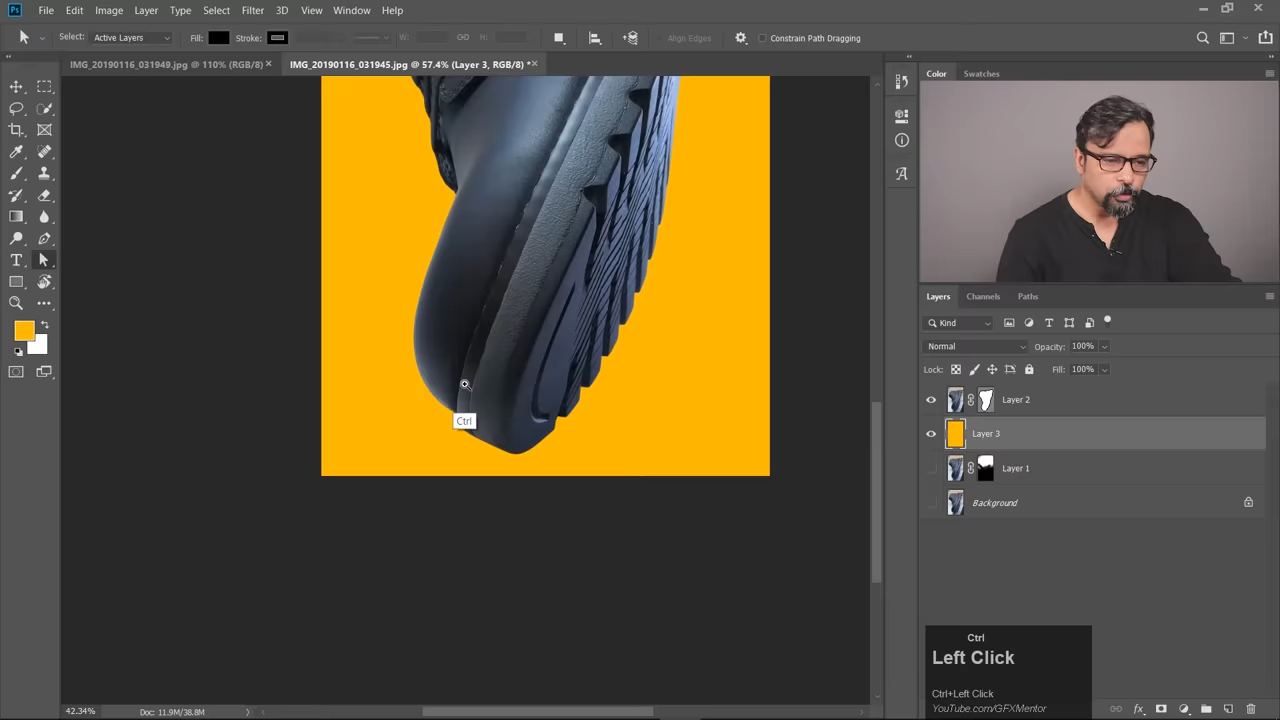 Ps File Edit Image Layer Type Select Filter 3D View Window Help
Select: Active Layers Fill: Stroke: W: H: Align Edges Constrain Path Dragging
IMG_20190116_031949.jpg @ 110% (RGB/8) × IMG_20190116_031945.jpg @ 57.4% (Layer 3, RGB/8) * ×
Color Swatches
Ctrl
Layers Channels Paths
Kind
Normal Opacity: 100%
Lock: Fill: 100%
Layer 2
Layer 3
Layer 1
Background
Ctrl
Left Click
Ctrl+Left Click
YouTube.com/GFXMentor
42.34% Doc: 11.9M/38.8M